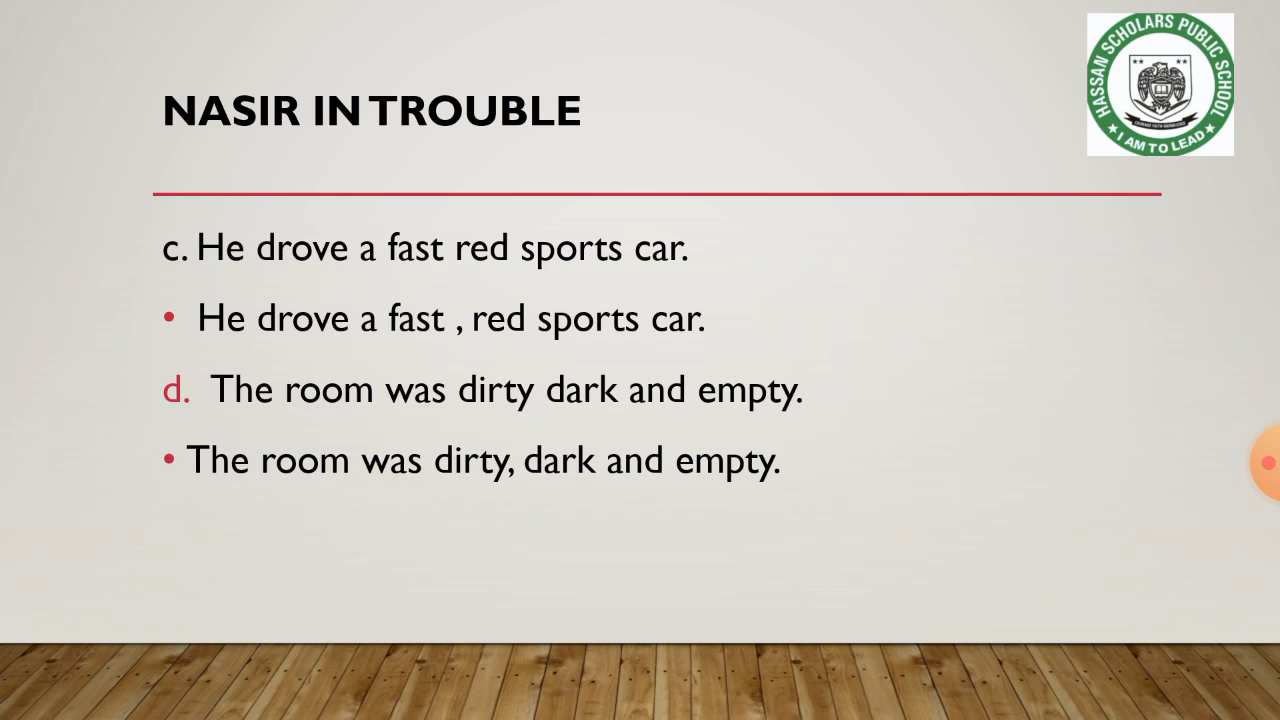 HASSAN SCHOLARS PUBLIC SCHOOL
I AM TO LEAD
NASIR IN TROUBLE
c. He drove a fast red sports car.
• He drove a fast , red sports car.
d. The room was dirty dark and empty.
• The room was dirty, dark and empty.